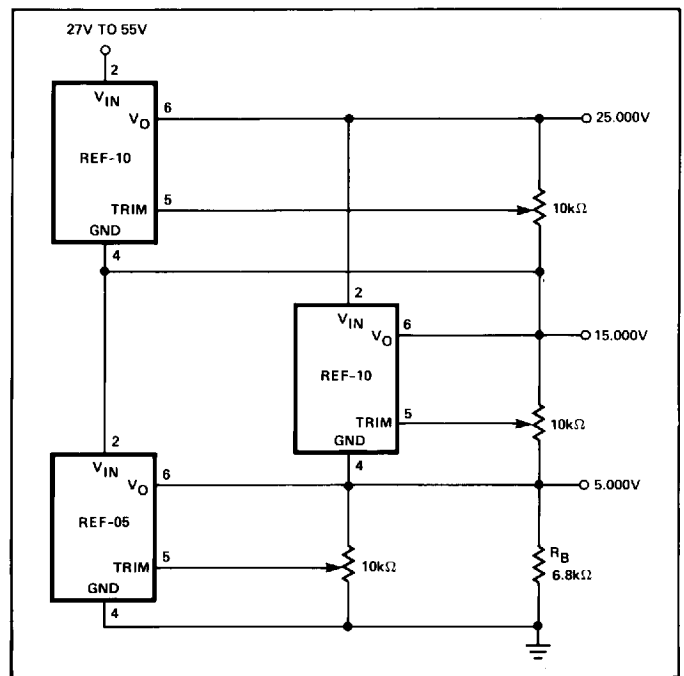 27V TO 55V
2
VIN
VO 6
25.000V
REF-10
TRIM 5
10kΩ
GND
4
2
VIN
VO 6
15.000V
REF-10
TRIM 5
10kΩ
GND
4
2
VIN
VO 6
5.000V
REF-05
TRIM 5
10kΩ
RB
6.8kΩ
GND
4